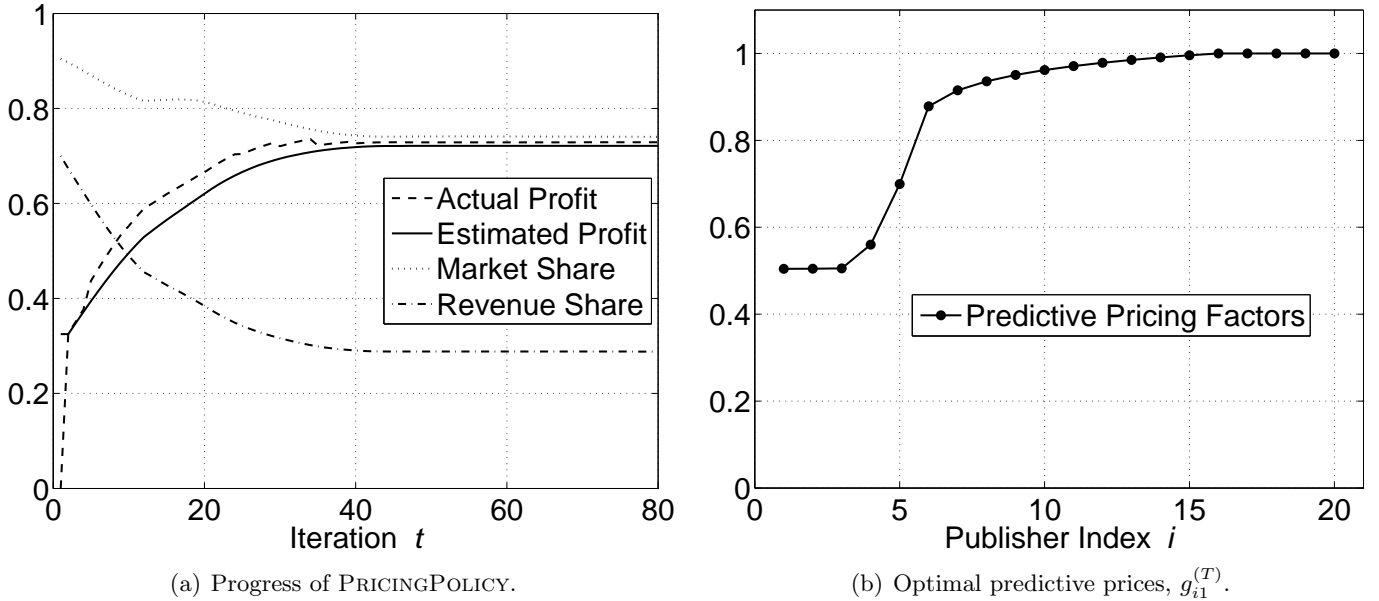 1
0.8
0.6
0.4
0.2
0
0 20 40 60 80
Actual Profit
Estimated Profit
Market Share
Revenue Share
Iteration t
(a) Progress of PRICINGPOLICY.
1
0.8
0.6
0.4
0.2
0
0 5 10 15 20
Predictive Pricing Factors
Publisher Index i
(b) Optimal predictive prices, g_{i1}^{(T)}.